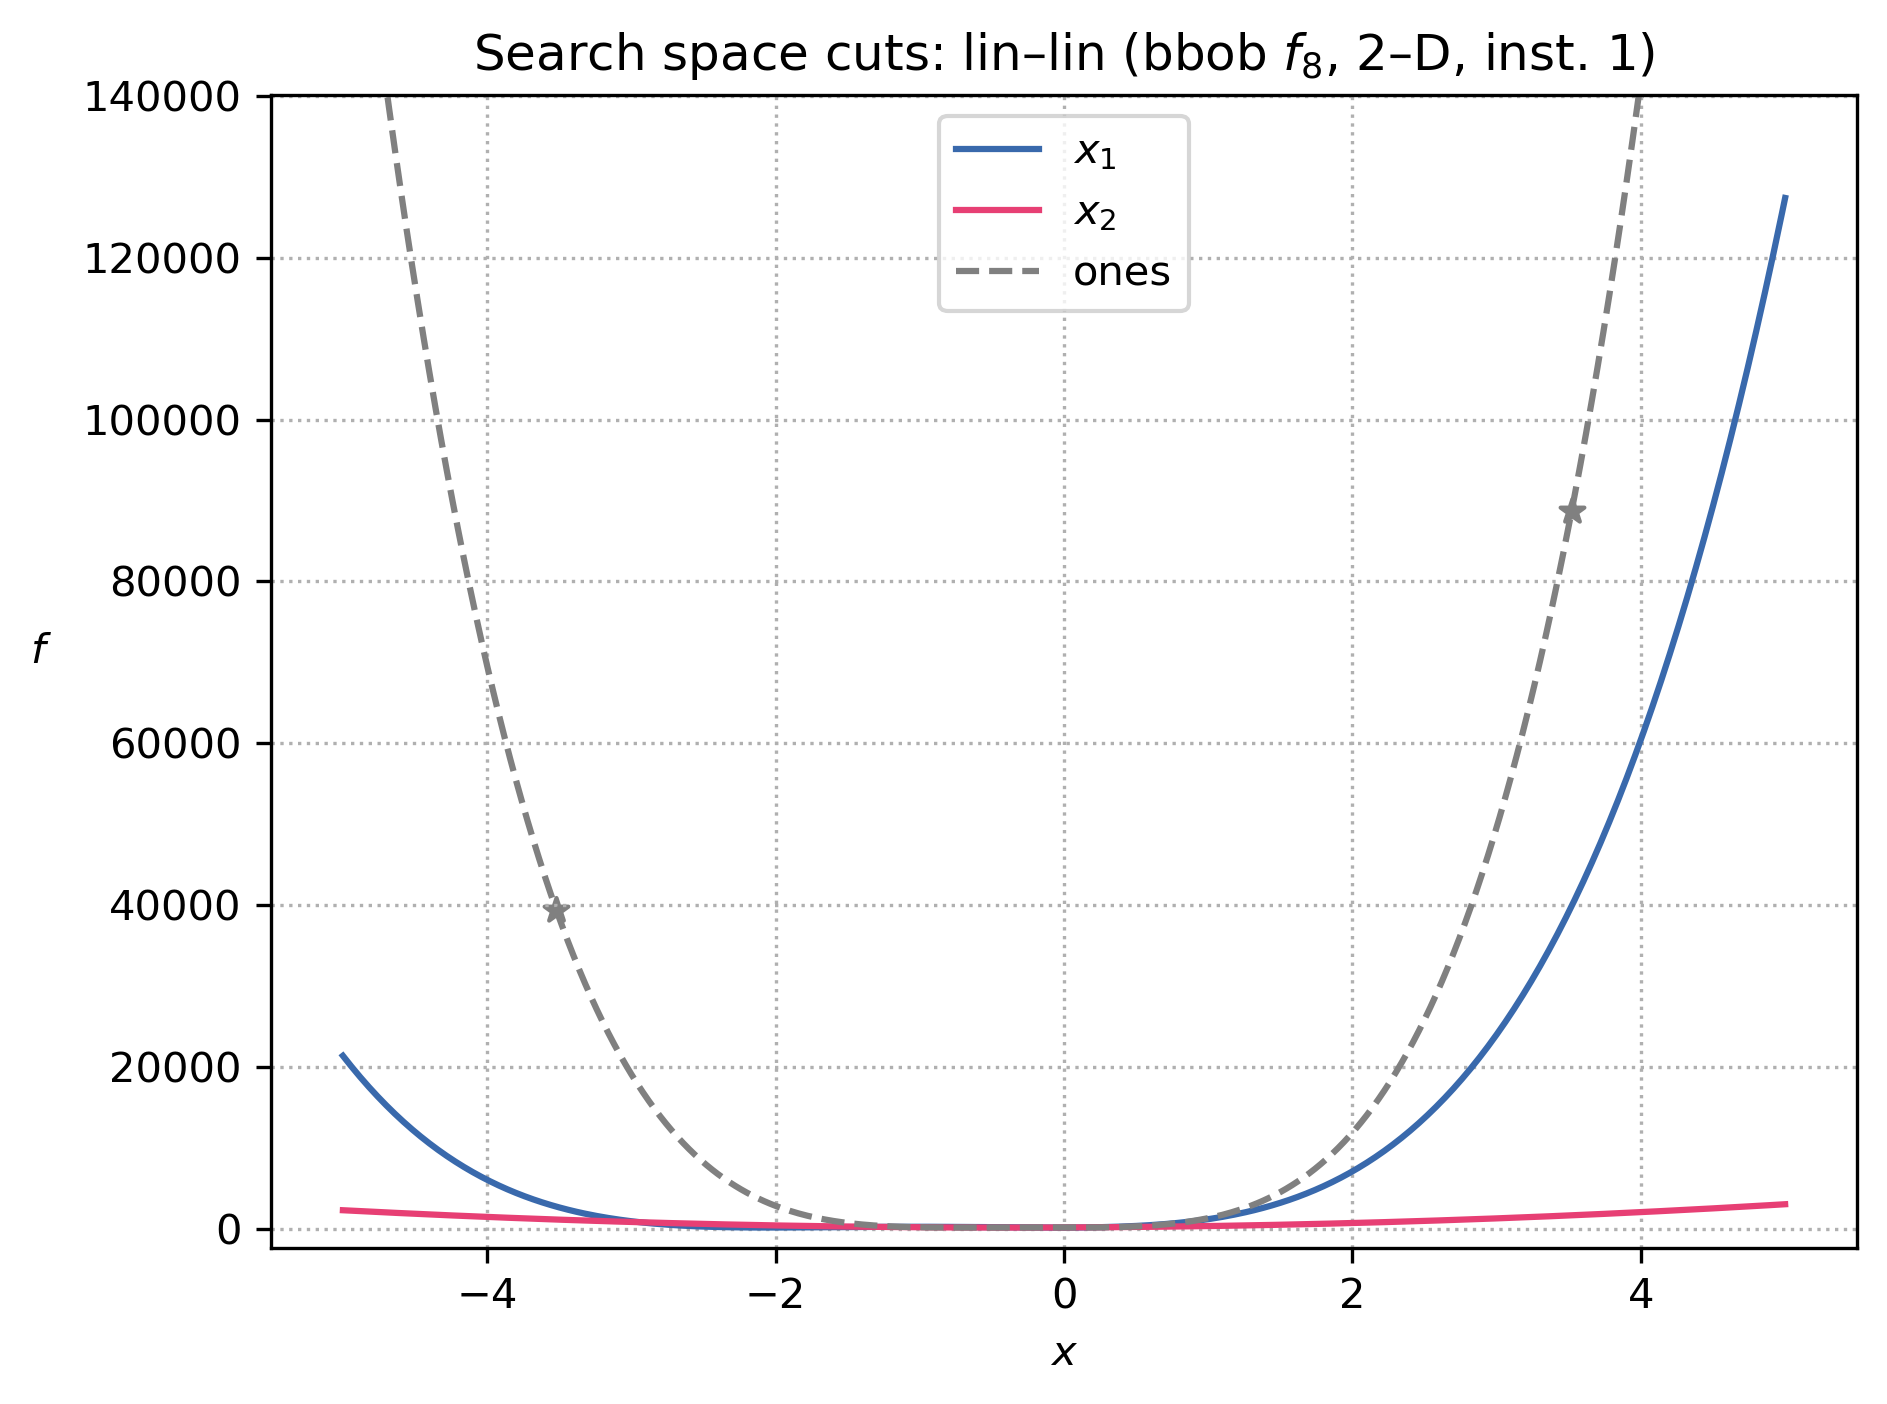 Search space cuts: lin–lin (bbob f₈, 2–D, inst. 1)
140000
120000
100000
80000
60000
40000
20000
0
f
x₁
x₂
ones
−4
−2
0
2
4
x